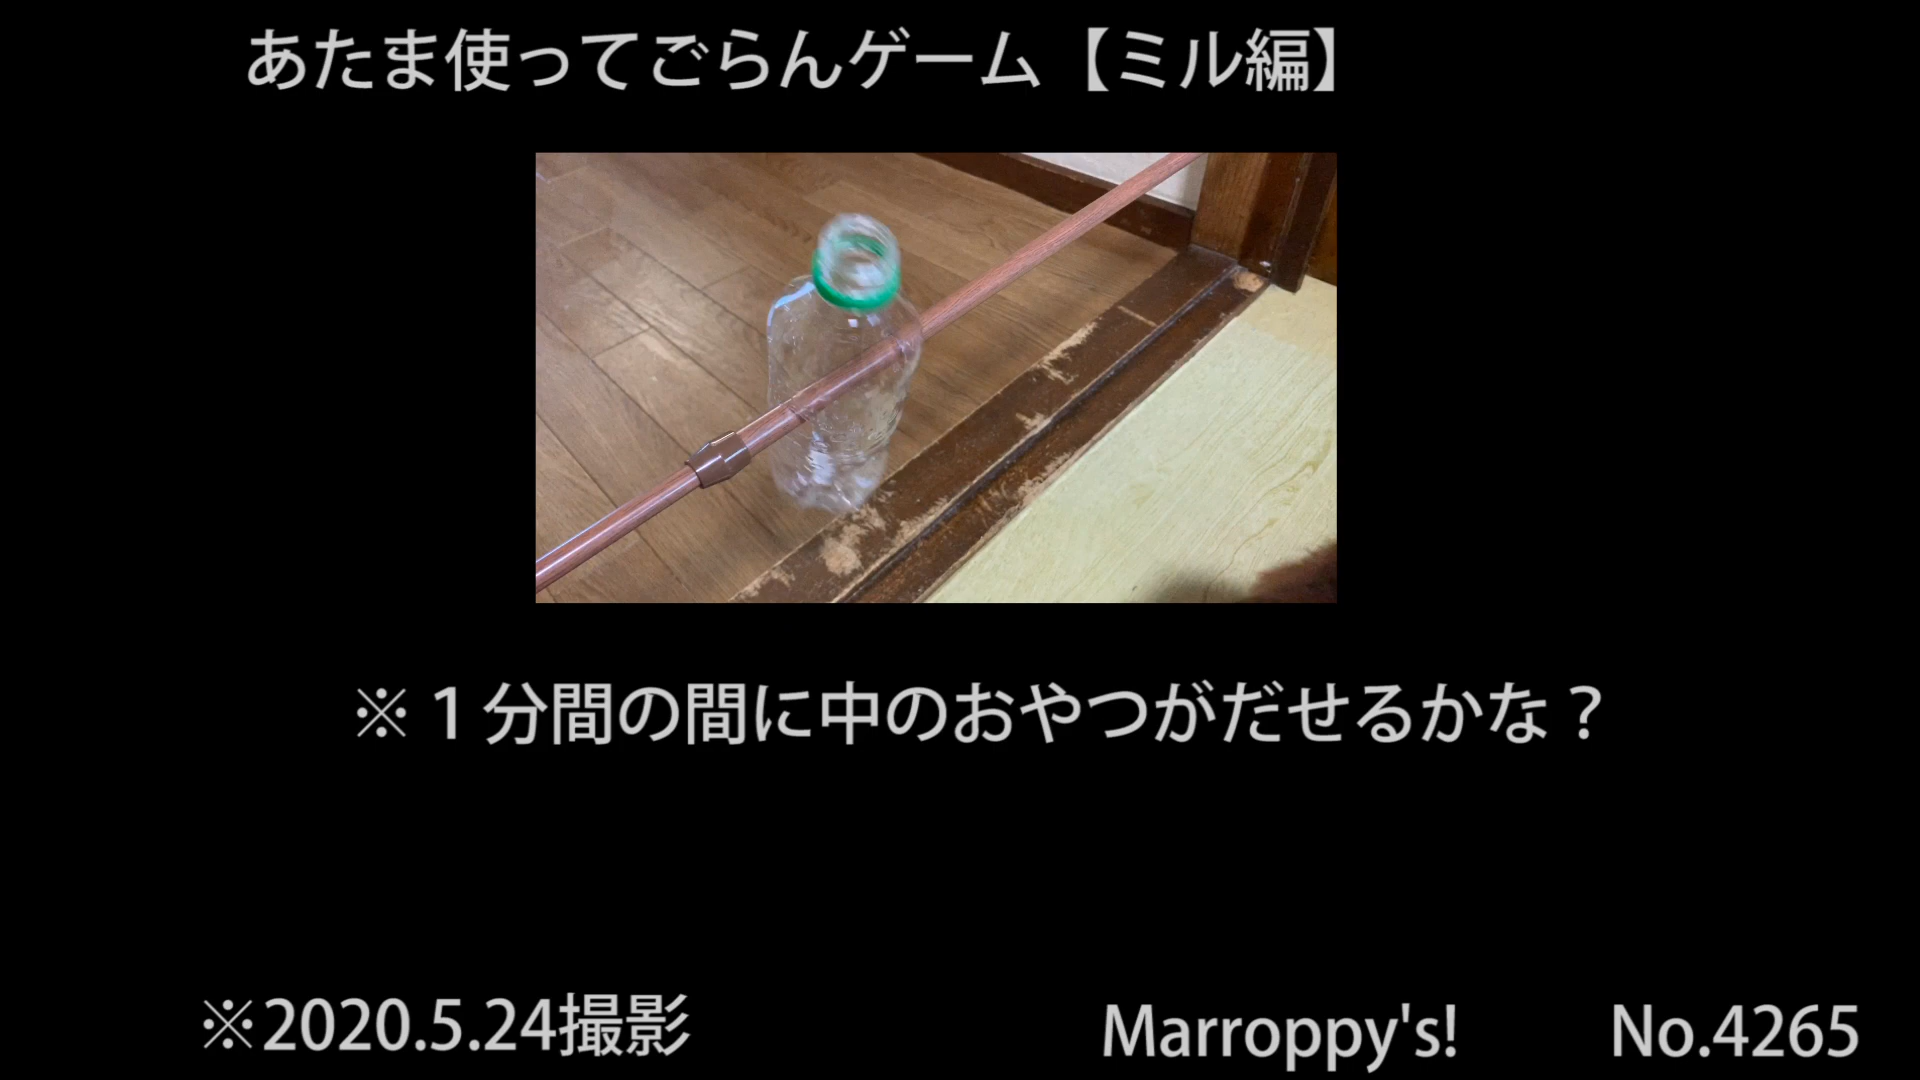 あたま使ってごらんゲーム【ミル編】
※１分間の間に中のおやつがだせるかな？
※2020.5.24撮影 Marroppy's! No.4265